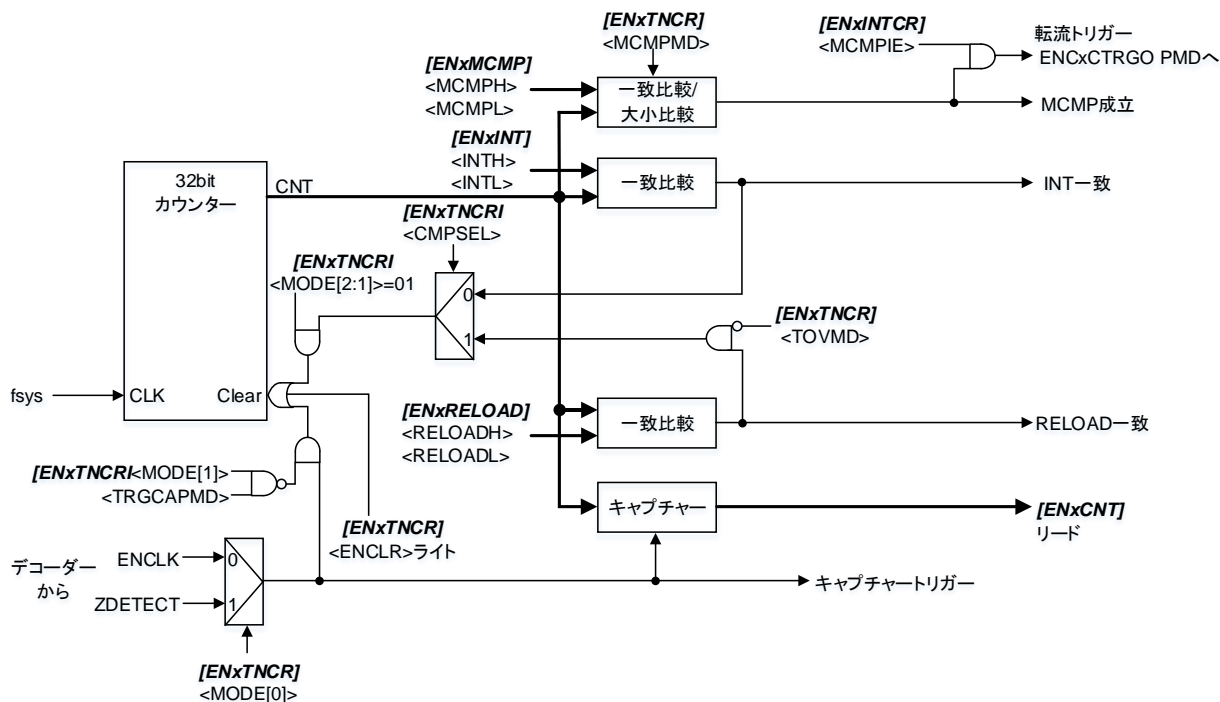 [ENxTNCR]
<MCMPMD>
[ENxINTCR]
<MCMPIE>
転流トリガー
ENCxCTRGO PMDへ
[ENxMCMP]
<MCMPH>
<MCMPL>
一致比較/
大小比較
MCMP成立
[ENxINT]
<INTH>
<INTL>
一致比較
INT一致
32bit
カウンター
CNT
[ENxTNCRI
<CMPSEL>
0
1
[ENxTNCRI
<MODE[2:1]>=01
[ENxTNCR]
<TOVMD>
fsys
CLK
Clear
[ENxRELOAD]
<RELOADH>
<RELOADL>
一致比較
RELOAD一致
[ENxTNCRI<MODE[1]>
<TRGCAPMD>
キャプチャー
[ENxCNT]
リード
[ENxTNCR]
<ENCLR>ライト
デコーダー
から
ENCLK
ZDETECT
0
1
キャプチャートリガー
[ENxTNCR]
<MODE[0]>